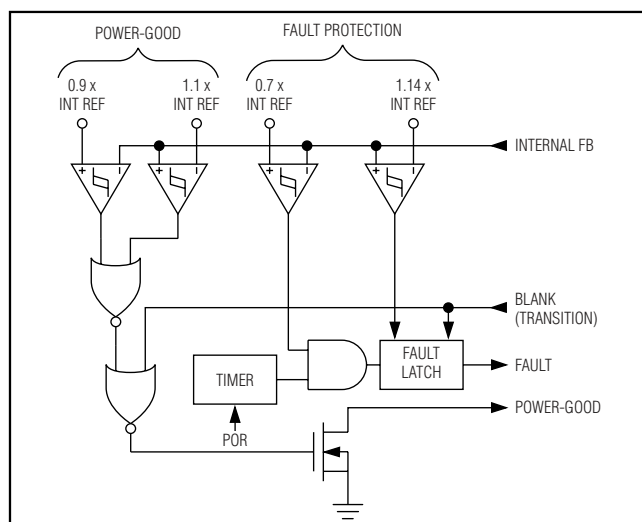 POWER-GOOD
FAULT PROTECTION
0.9 x
INT REF
1.1 x
INT REF
0.7 x
INT REF
1.14 x
INT REF
INTERNAL FB
+ -
+ -
+ -
+ -
BLANK
(TRANSITION)
FAULT
LATCH
FAULT
TIMER
POWER-GOOD
POR